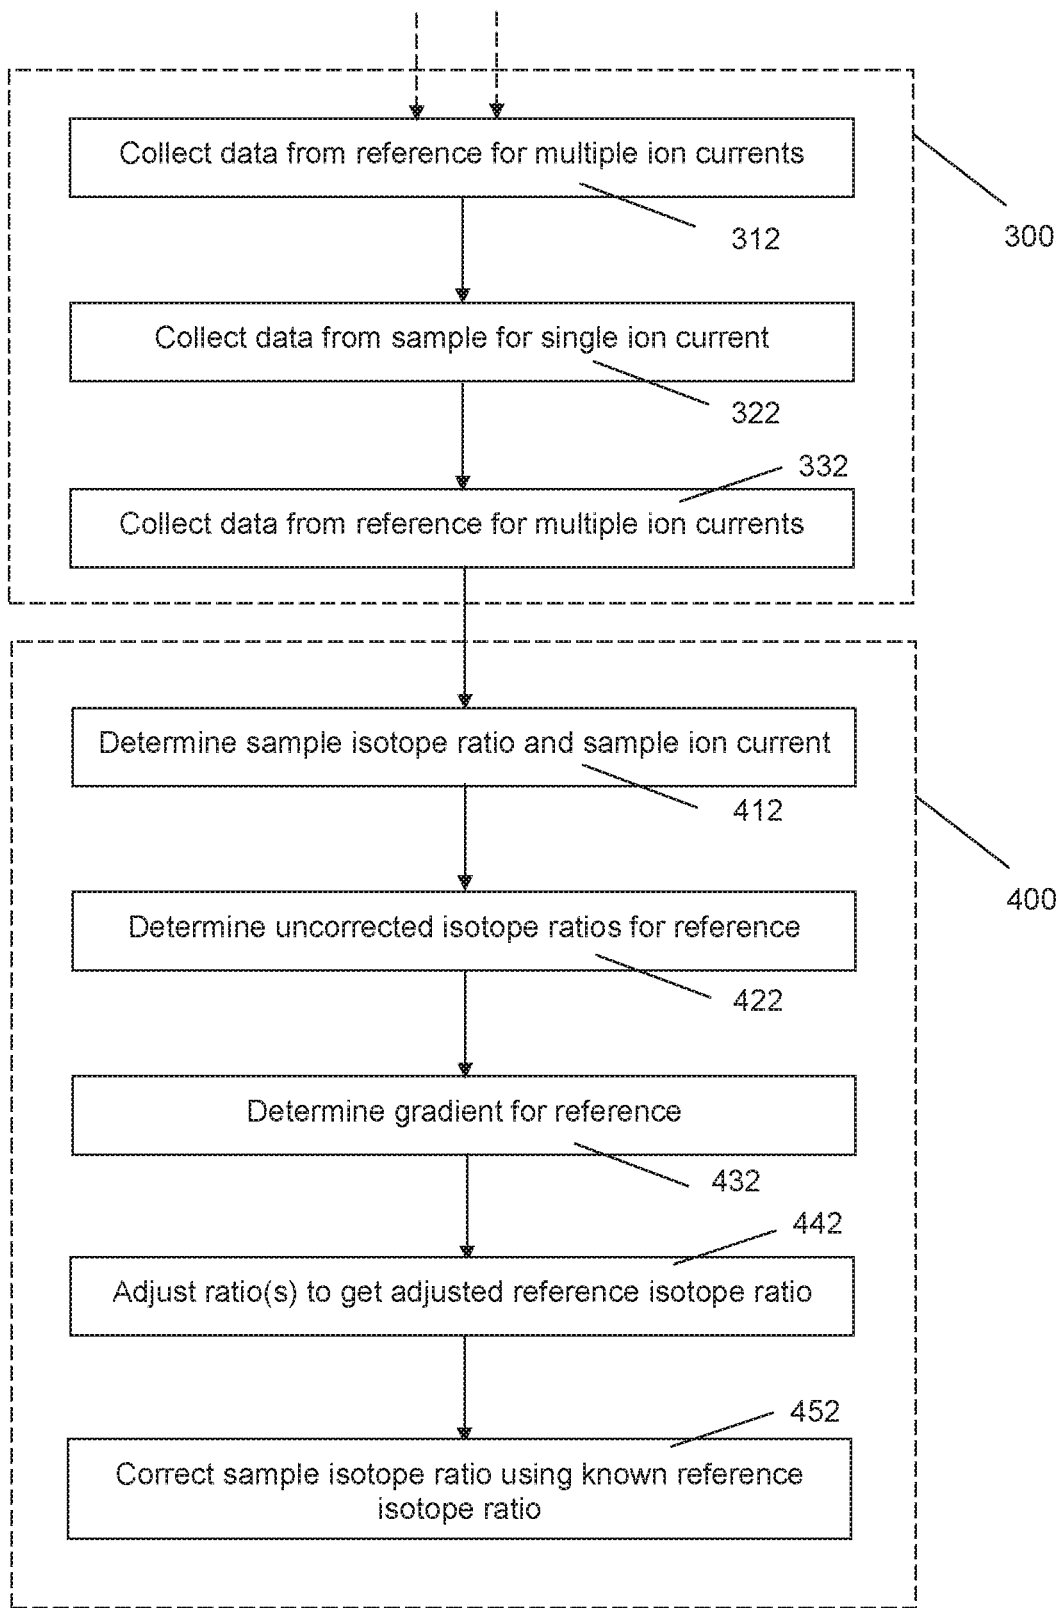 Collect data from reference for multiple ion currents
312
300
Collect data from sample for single ion current
322
332
Collect data from reference for multiple ion currents
Determine sample isotope ratio and sample ion current
412
400
Determine uncorrected isotope ratios for reference
422
Determine gradient for reference
432
442
Adjust ratio(s) to get adjusted reference isotope ratio
452
Correct sample isotope ratio using known reference
isotope ratio